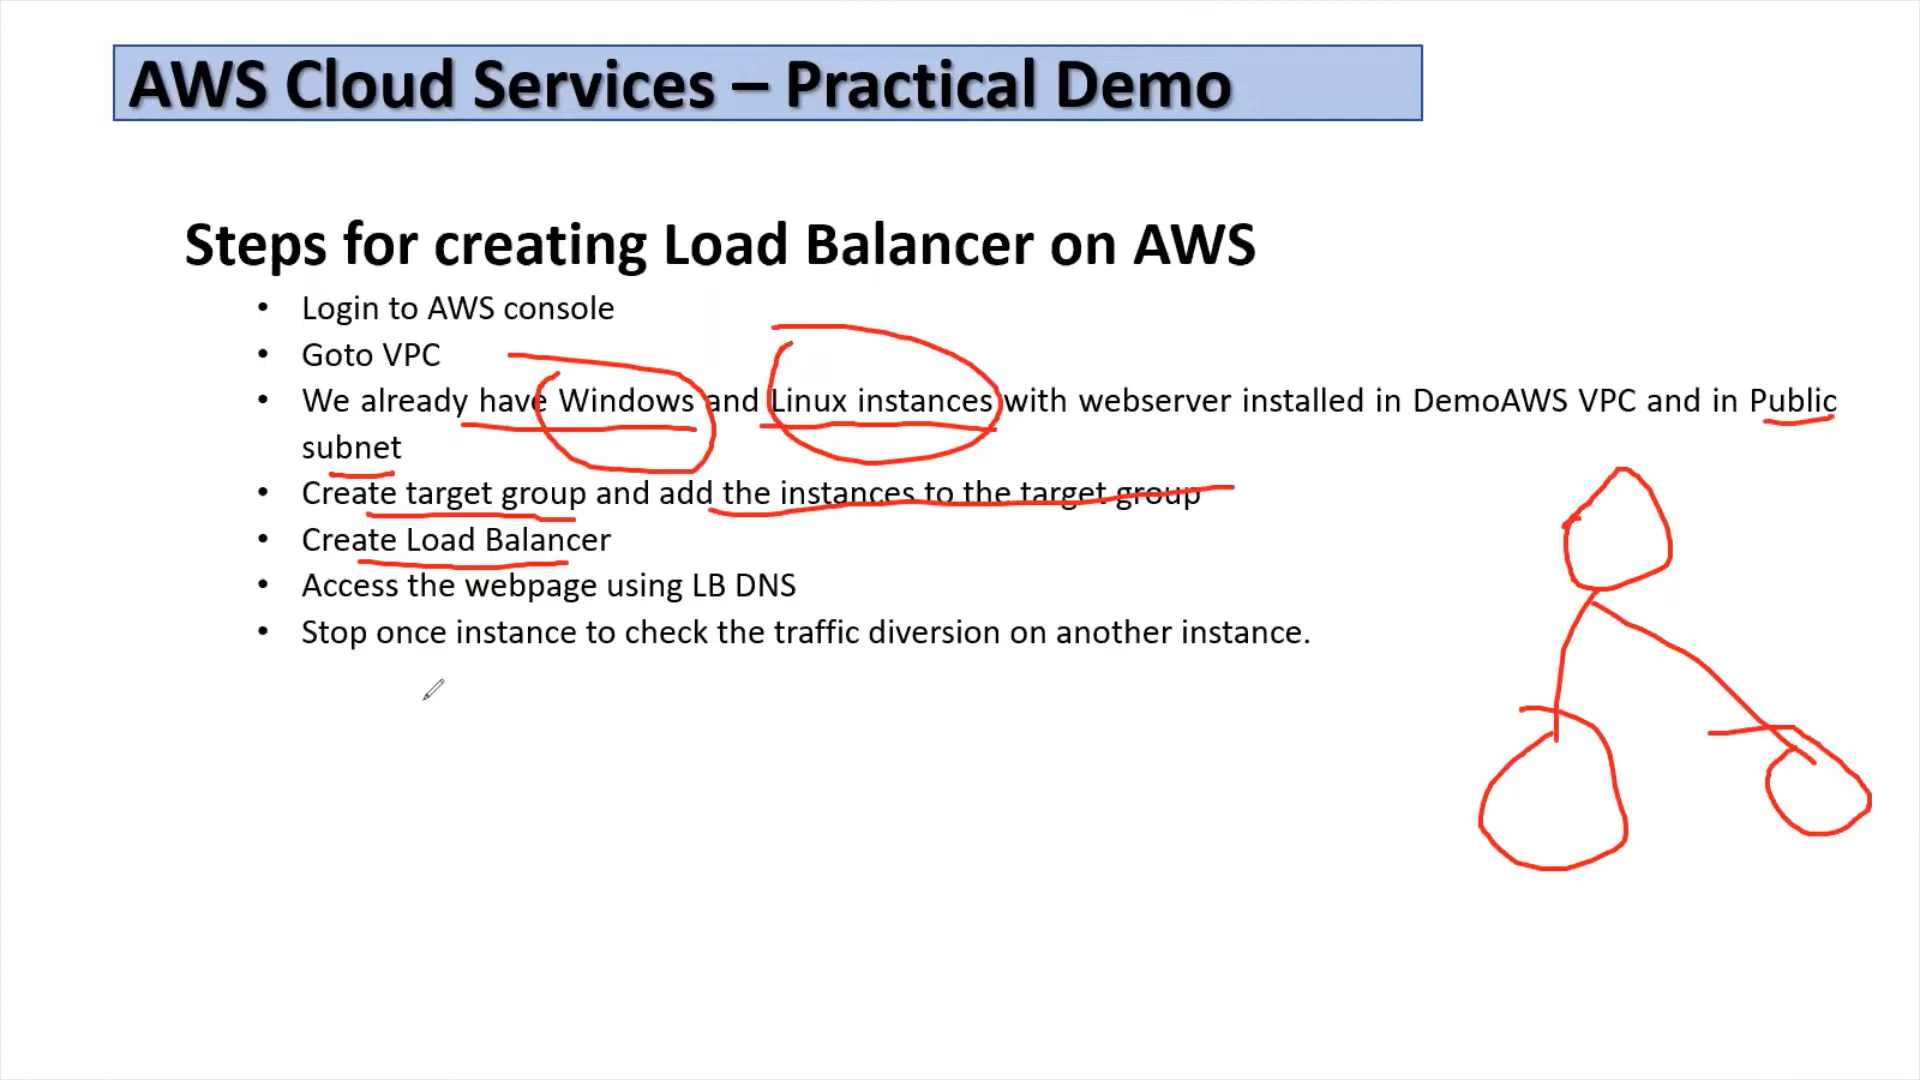 AWS Cloud Services – Practical Demo
Steps for creating Load Balancer on AWS
• Login to AWS console
• Goto VPC
• We already have Windows and Linux instances with webserver installed in DemoAWS VPC and in Public
subnet
• Create target group and add the instances to the target group
• Create Load Balancer
• Access the webpage using LB DNS
• Stop once instance to check the traffic diversion on another instance.